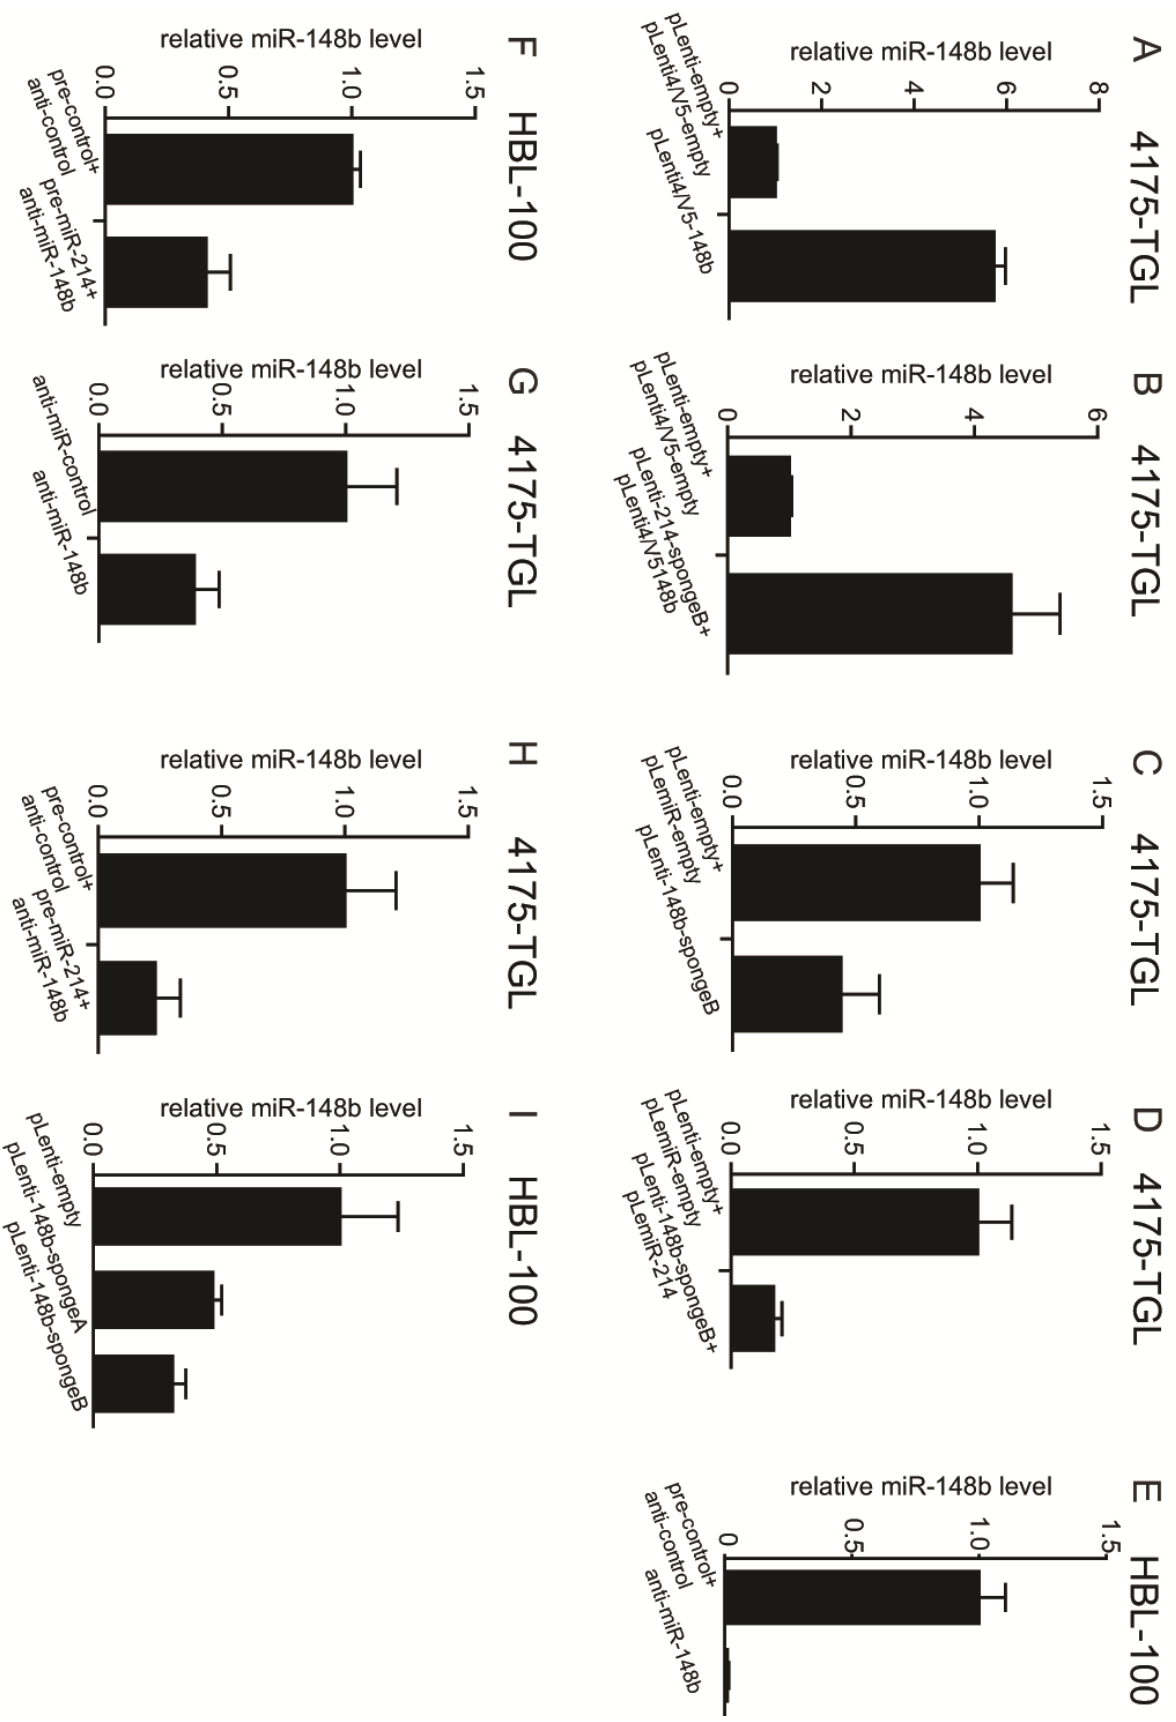 A 4175-TGL
relative miR-148b level
8
6
4
2
0
pLenti-empty+
pLenti4/V5-empty
pLenti4/V5-148b
B 4175-TGL
relative miR-148b level
6
4
2
0
pLenti-empty+
pLenti4/V5-empty
pLenti-214-spongeB+
pLenti4/V5148b
C 4175-TGL
relative miR-148b level
1.5
1.0
0.5
0.0
pLenti-empty+
pLemiR-empty
pLenti-148b-spongeB
D 4175-TGL
relative miR-148b level
1.5
1.0
0.5
0.0
pLenti-empty+
pLemiR-empty
pLenti-148b-spongeB+
pLemiR-214
E HBL-100
relative miR-148b level
1.5
1.0
0.5
0
pre-control+
anti-control
anti-miR-148b
F HBL-100
relative miR-148b level
1.5
1.0
0.5
0.0
pre-control+
anti-control
pre-miR-214+
anti-miR-148b
G 4175-TGL
relative miR-148b level
1.5
1.0
0.5
0.0
anti-miR-control
anti-miR-148b
H 4175-TGL
relative miR-148b level
1.5
1.0
0.5
0.0
pre-control+
anti-control
pre-miR-214+
anti-miR-148b
I HBL-100
relative miR-148b level
1.5
1.0
0.5
0.0
pLenti-empty
pLenti-148b-spongeA
pLenti-148b-spongeB